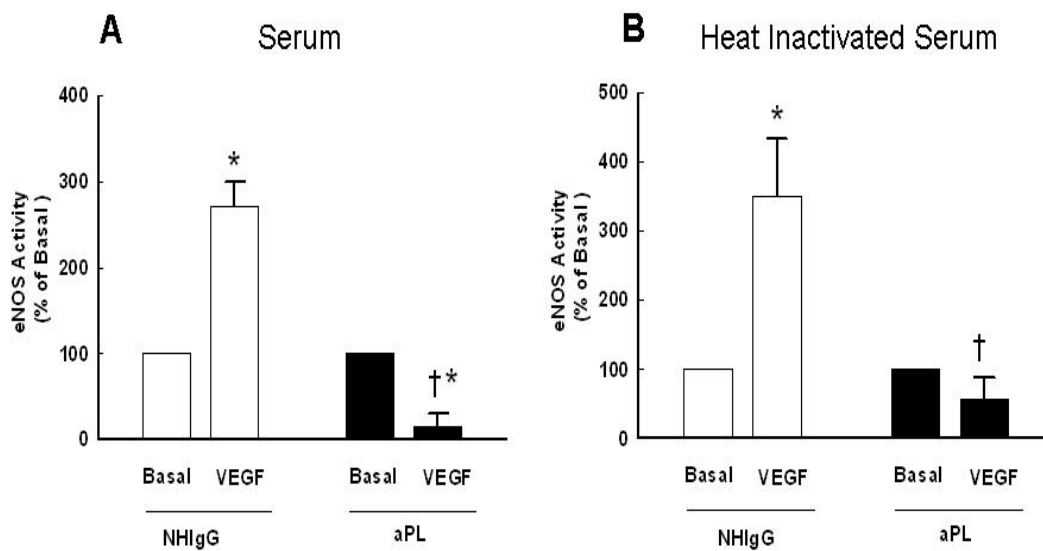 A
Serum
400
300
200
100
0
eNOS Activity
(% of Basal )
*
†*
Basal
VEGF
Basal
VEGF
NHIgG
aPL
B
Heat Inactivated Serum
500
400
300
200
100
0
eNOS Activity
(% of Basal )
*
†
Basal
VEGF
Basal
VEGF
NHIgG
aPL